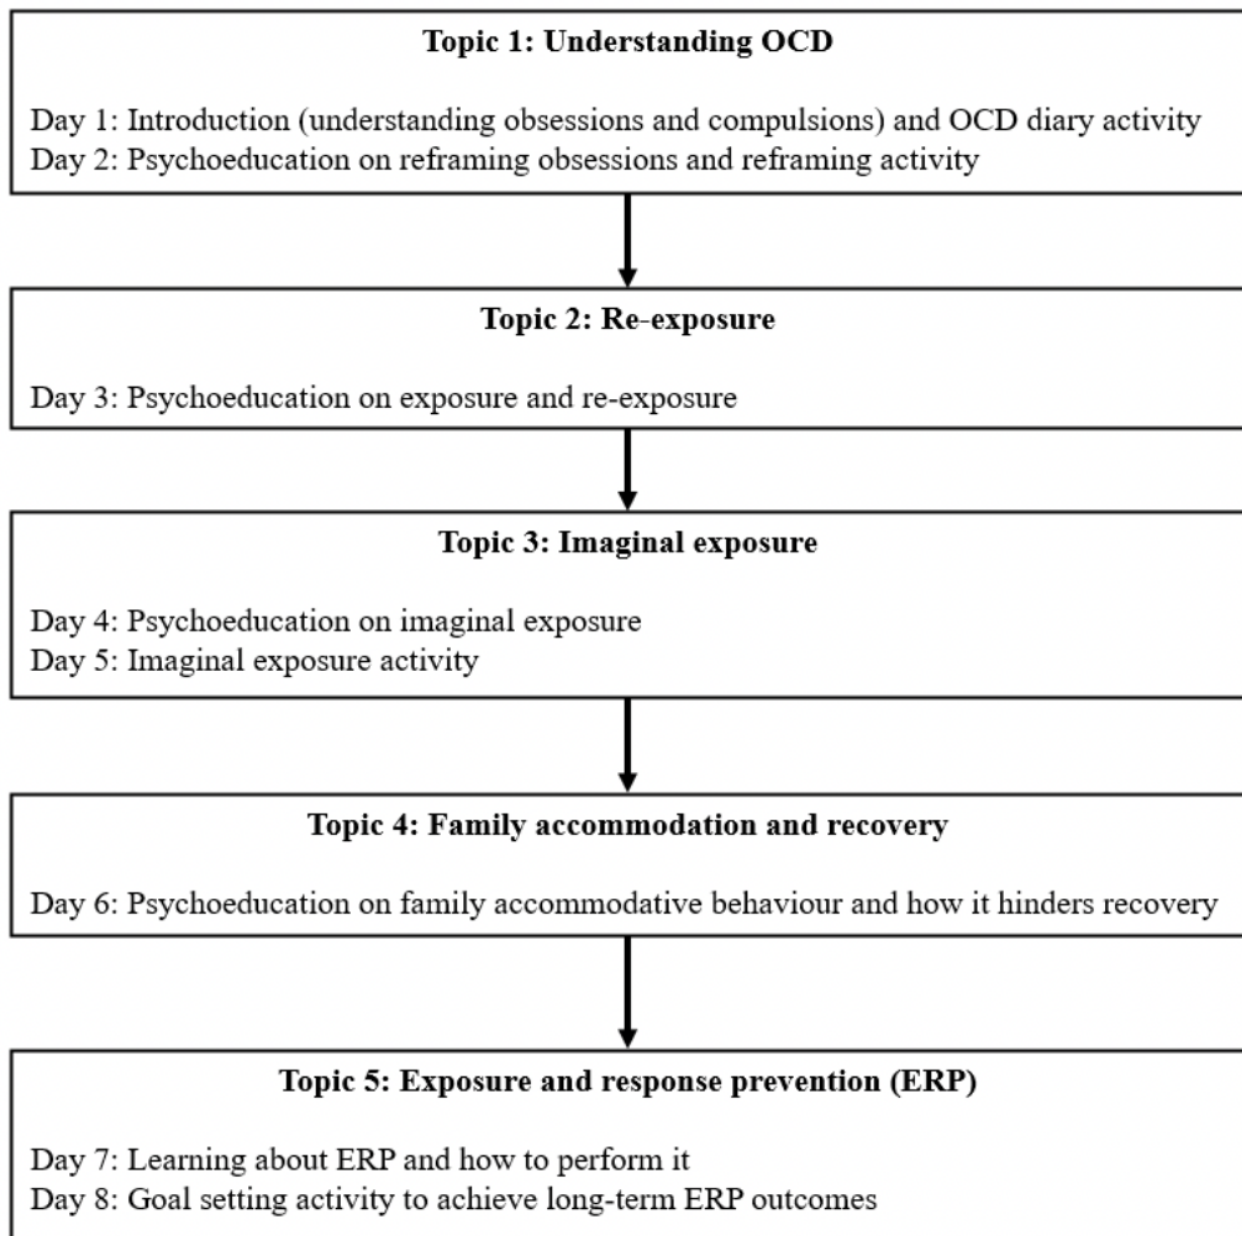 Topic 1: Understanding OCD
Day 1: Introduction (understanding obsessions and compulsions) and OCD diary activity
Day 2: Psychoeducation on reframing obsessions and reframing activity
Topic 2: Re-exposure
Day 3: Psychoeducation on exposure and re-exposure
Topic 3: Imaginal exposure
Day 4: Psychoeducation on imaginal exposure
Day 5: Imaginal exposure activity
Topic 4: Family accommodation and recovery
Day 6: Psychoeducation on family accommodative behaviour and how it hinders recovery
Topic 5: Exposure and response prevention (ERP)
Day 7: Learning about ERP and how to perform it
Day 8: Goal setting activity to achieve long-term ERP outcomes